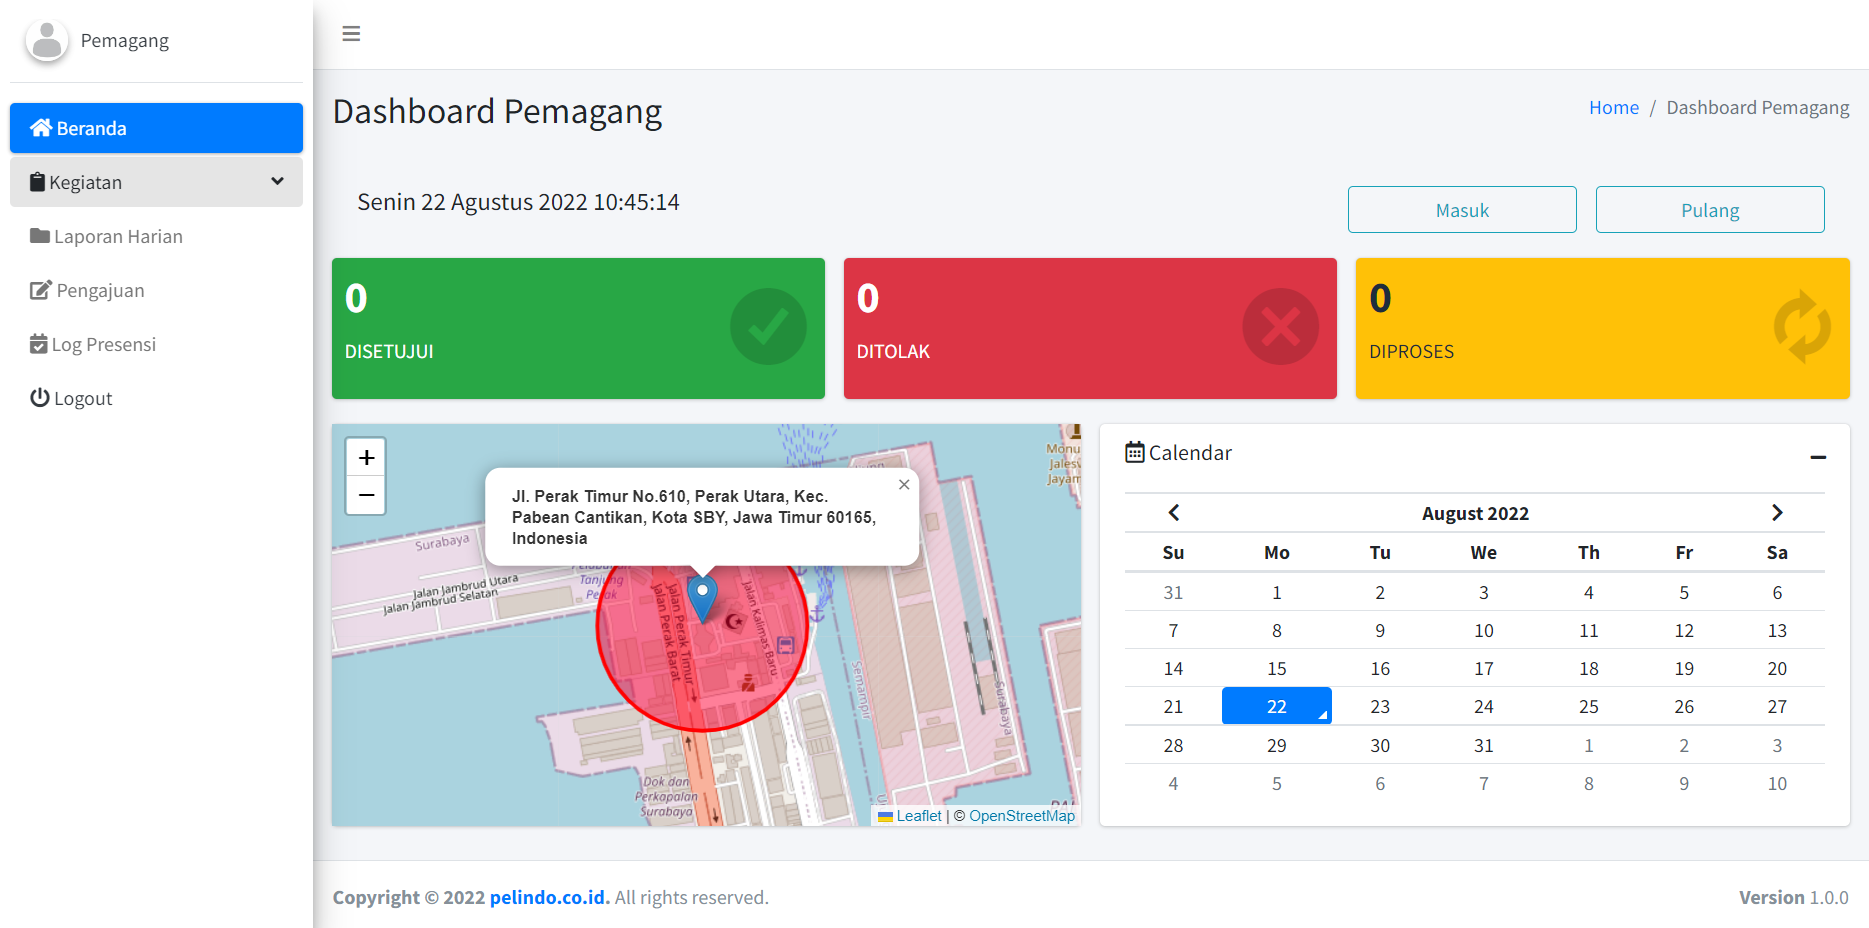 Pemagang
Beranda
Kegiatan
Laporan Harian
Pengajuan
Log Presensi
Logout
Dashboard Pemagang
Home / Dashboard Pemagang
Senin 22 Agustus 2022 10:45:14
Masuk
Pulang
0
DISETUJUI
0
DITOLAK
0
DIPROSES
+
−
Jl. Perak Timur No.610, Perak Utara, Kec.
Pabean Cantikan, Kota SBY, Jawa Timur 60165,
Indonesia
×
Surabaya
Jalan Jambrud Utara
Jalan Jambrud Selatan
Tanjung
Perak
Jalan Perak Timur
Jalan Perak Barat
Jalan Kalimas Baru
Semampir
Surabaya
Dok dan
Perkapalan
Surabaya
Leaflet | © OpenStreetMap
Calendar
August 2022
Su Mo Tu We Th Fr Sa
31 1 2 3 4 5 6
7 8 9 10 11 12 13
14 15 16 17 18 19 20
21 22 23 24 25 26 27
28 29 30 31 1 2 3
4 5 6 7 8 9 10
Copyright © 2022 pelindo.co.id. All rights reserved.
Version 1.0.0